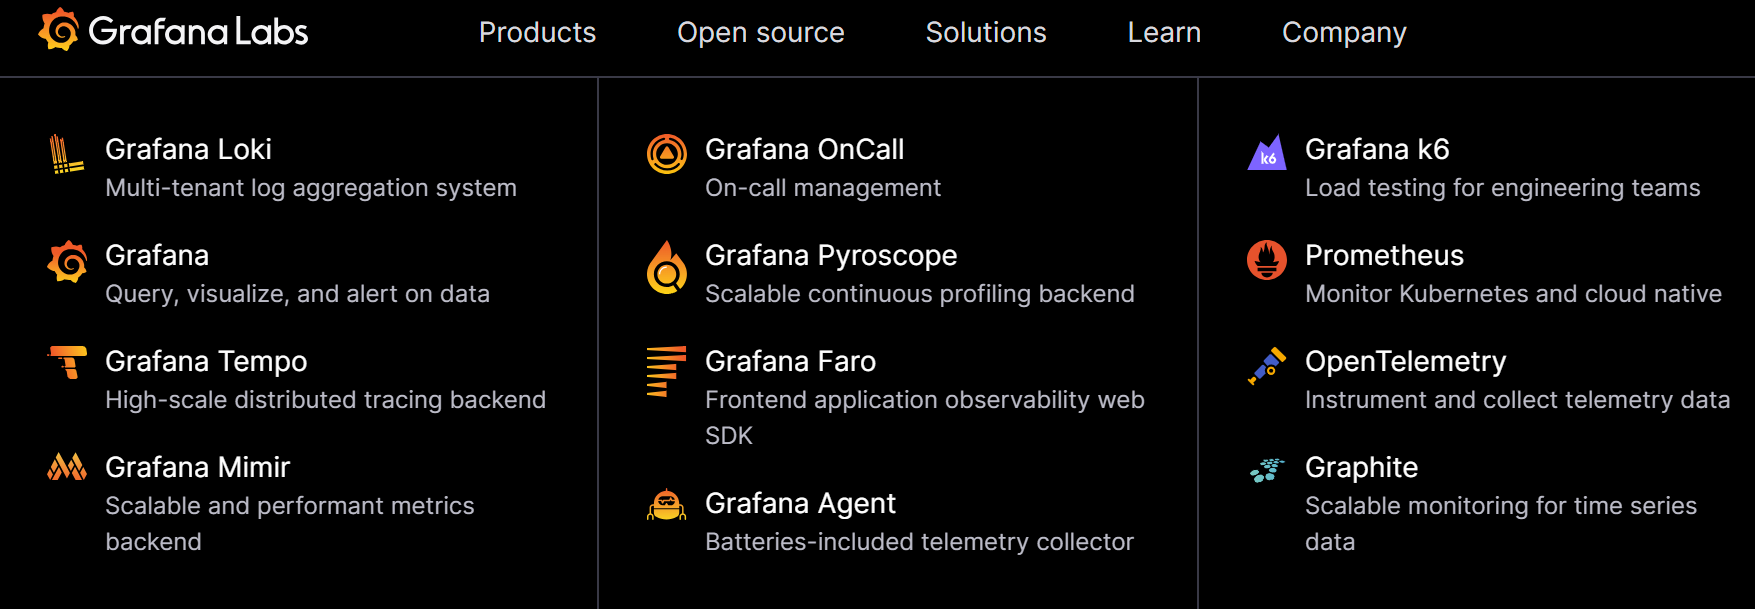 Grafana Labs
Products
Open source
Solutions
Learn
Company
Grafana Loki
Multi-tenant log aggregation system
Grafana
Query, visualize, and alert on data
Grafana Tempo
High-scale distributed tracing backend
Grafana Mimir
Scalable and performant metrics
backend
Grafana OnCall
On-call management
Grafana Pyroscope
Scalable continuous profiling backend
Grafana Faro
Frontend application observability web
SDK
Grafana Agent
Batteries-included telemetry collector
k6
Grafana k6
Load testing for engineering teams
Prometheus
Monitor Kubernetes and cloud native
OpenTelemetry
Instrument and collect telemetry data
Graphite
Scalable monitoring for time series
data